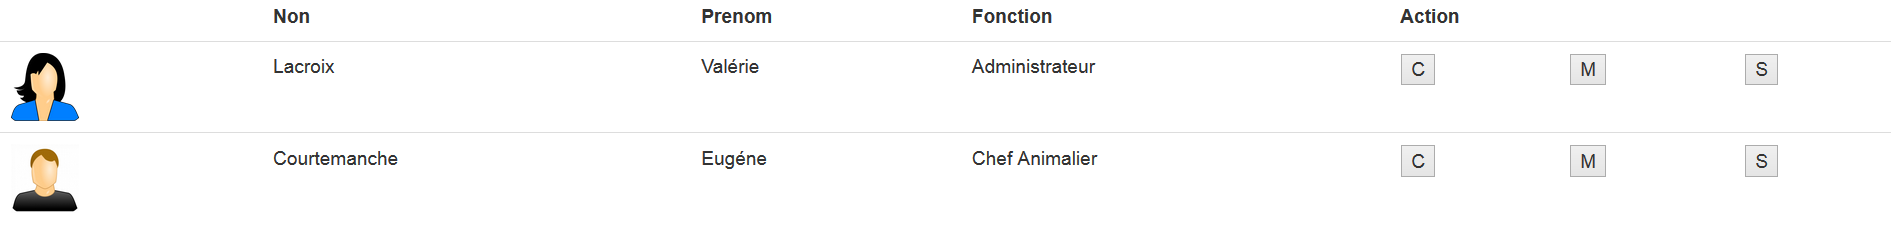 Non Prenom Fonction Action
Lacroix Valérie Administrateur C M S
Courtemanche Eugéne Chef Animalier C M S